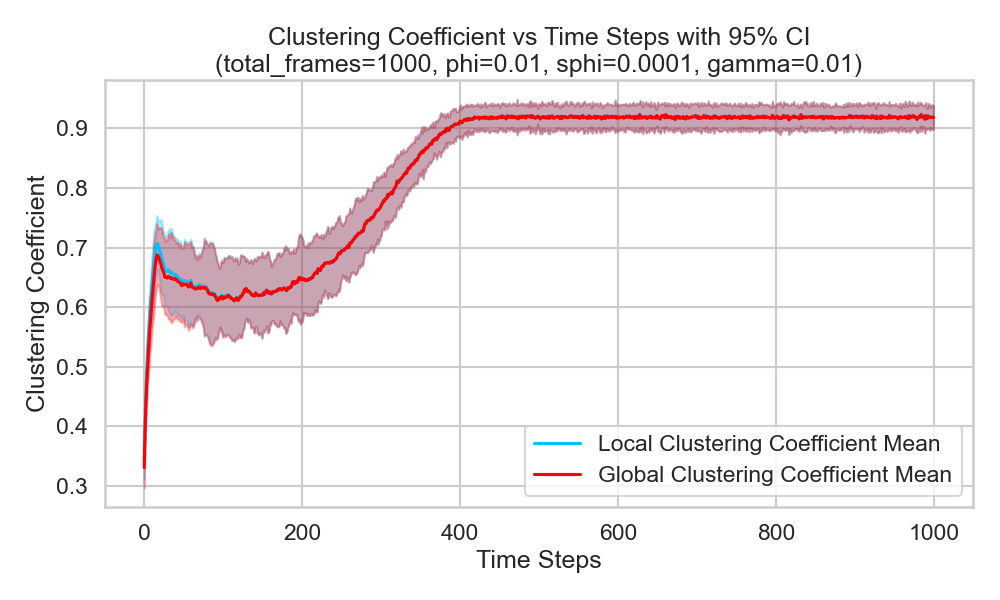 Clustering Coefficient vs Time Steps with 95% CI
(total_frames=1000, phi=0.01, sphi=0.0001, gamma=0.01)
Clustering Coefficient
0.9
0.8
0.7
0.6
0.5
0.4
0.3
Local Clustering Coefficient Mean
Global Clustering Coefficient Mean
0 200 400 600 800 1000
Time Steps